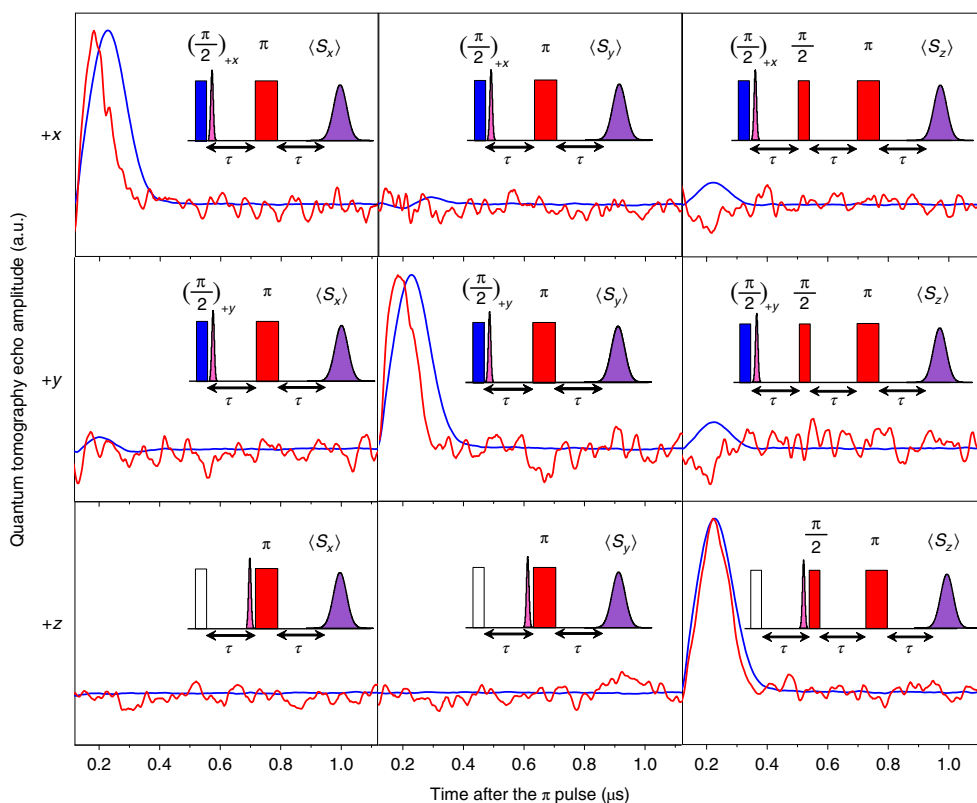 (π/2)+x π ⟨Sx⟩
τ τ
(π/2)+x π ⟨Sy⟩
τ τ
(π/2)+x π/2 π ⟨Sz⟩
τ τ τ
+x
(π/2)+y π ⟨Sx⟩
τ τ
(π/2)+y π ⟨Sy⟩
τ τ
(π/2)+y π/2 π ⟨Sz⟩
τ τ τ
+y
π ⟨Sx⟩
τ τ
π ⟨Sy⟩
τ τ
π/2 π ⟨Sz⟩
τ τ τ
+z
Quantum tomography echo amplitude (a.u.)
0.2 0.4 0.6 0.8 1.0 0.2 0.4 0.6 0.8 1.0 0.2 0.4 0.6 0.8 1.0
Time after the π pulse (μs)